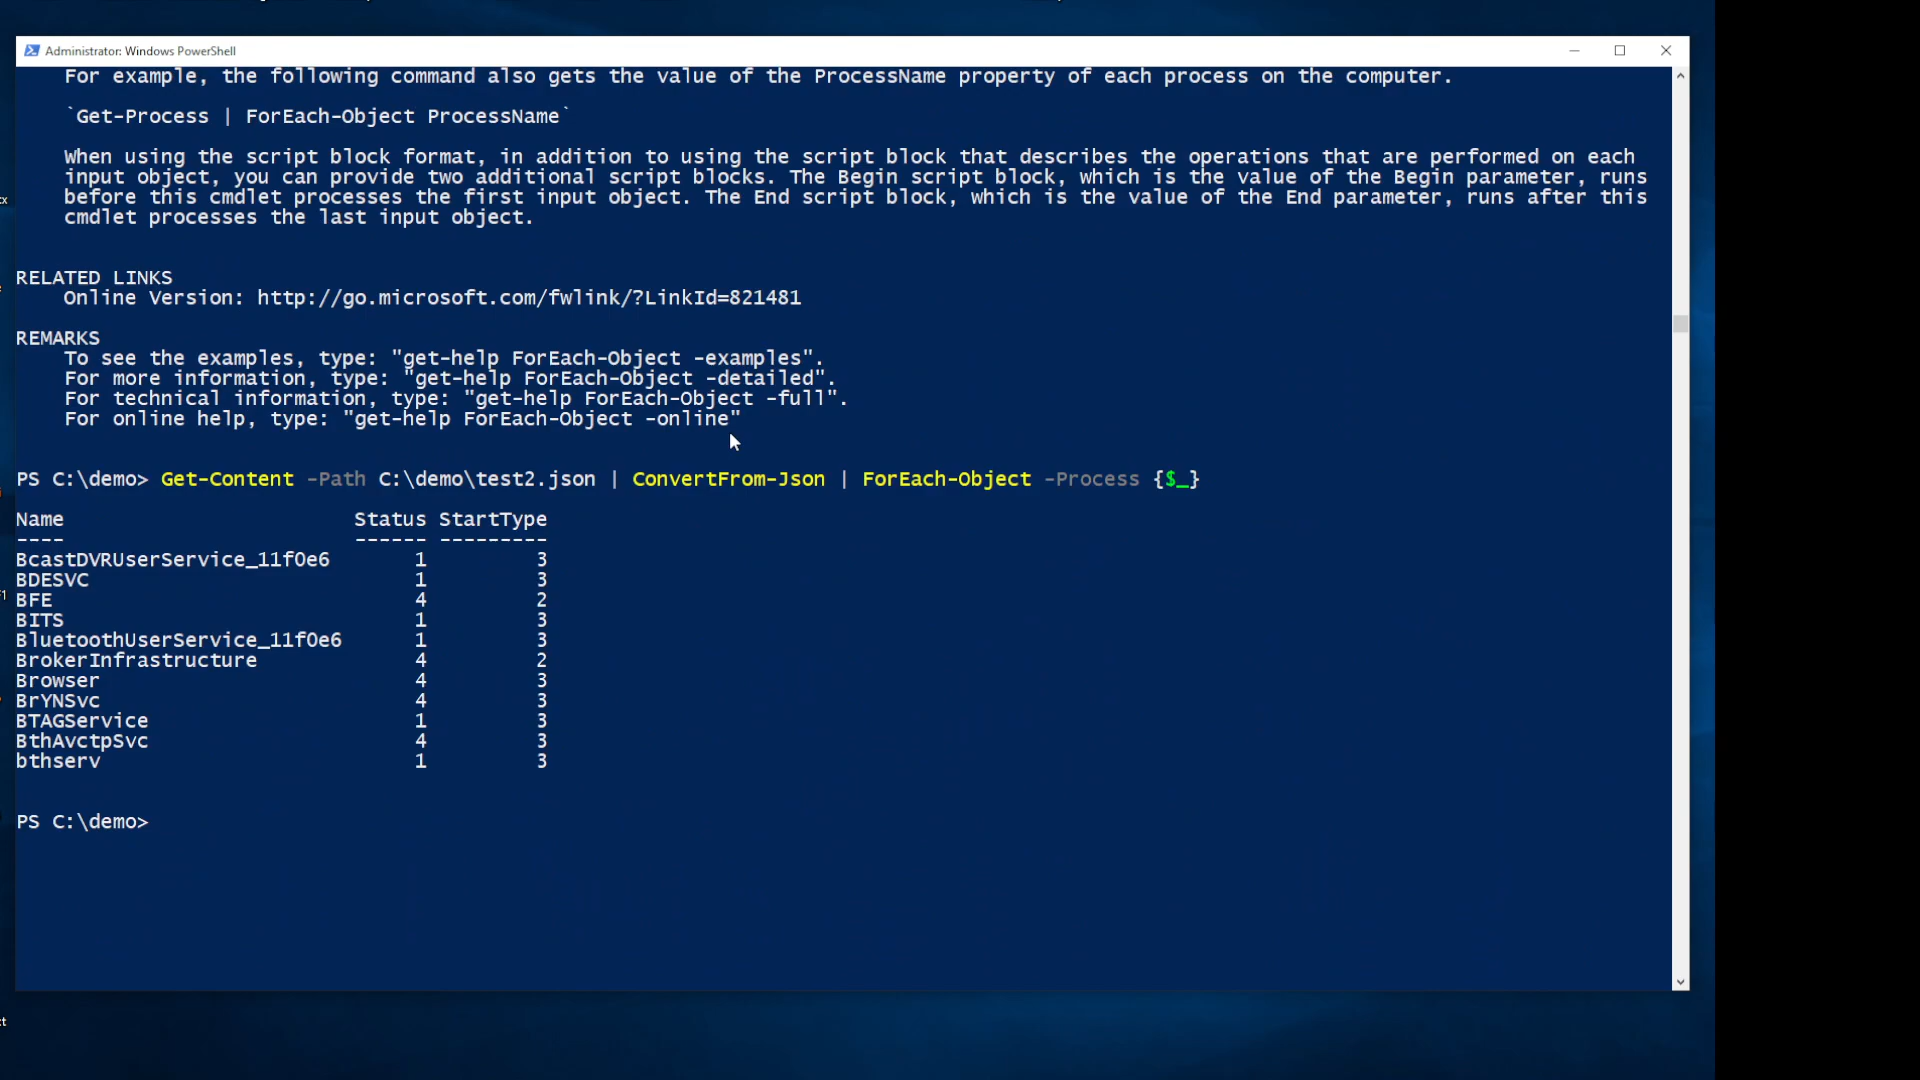 Administrator: Windows PowerShell
For example, the following command also gets the value of the ProcessName property of each process on the computer.
`Get-Process | ForEach-Object ProcessName`
When using the script block format, in addition to using the script block that describes the operations that are performed on each
input object, you can provide two additional script blocks. The Begin script block, which is the value of the Begin parameter, runs
before this cmdlet processes the first input object. The End script block, which is the value of the End parameter, runs after this
cmdlet processes the last input object.
RELATED LINKS
Online Version: http://go.microsoft.com/fwlink/?LinkId=821481
REMARKS
To see the examples, type: "get-help ForEach-Object -examples".
For more information, type: "get-help ForEach-Object -detailed".
For technical information, type: "get-help ForEach-Object -full".
For online help, type: "get-help ForEach-Object -online"
PS C:\demo> Get-Content -Path C:\demo\test2.json | ConvertFrom-Json | ForEach-Object -Process {$_}
Name Status StartType
---- ------ ---------
BcastDVRUserService_11f0e6 1 3
BDESVC 1 3
BFE 4 2
BITS 1 3
BluetoothUserService_11f0e6 1 3
BrokerInfrastructure 4 2
Browser 4 3
BrYNSvc 4 3
BTAGService 1 3
BthAvctpSvc 4 3
bthserv 1 3
PS C:\demo>